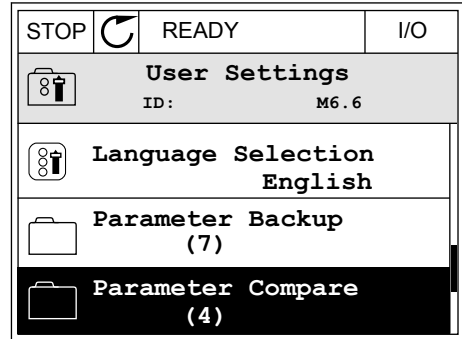 STOP READY I/O
User Settings
ID: M6.6
Language Selection
English
Parameter Backup
(7)
Parameter Compare
(4)